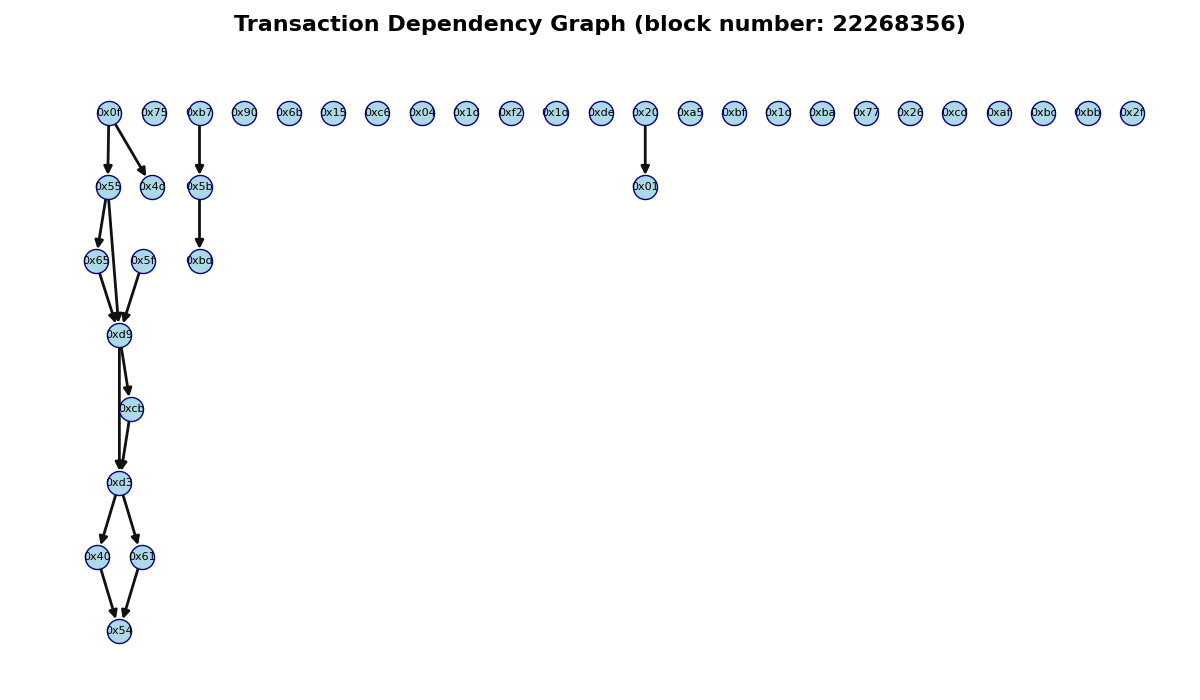 Transaction Dependency Graph (block number: 22268356)
0x0f 0x75 0xb7 0x90 0x6b 0x15 0xc6 0x04 0x1d 0xf2 0x1d 0xde 0x20 0xa5 0xbf 0x1d 0xba 0x77 0x26 0xcd 0xaf 0xbc 0xbb 0x2f
0x55 0x4d 0x5b 0x01
0x65 0x5f 0xbd
0xd9
0xcb
0xd3
0x40 0x61
0x54